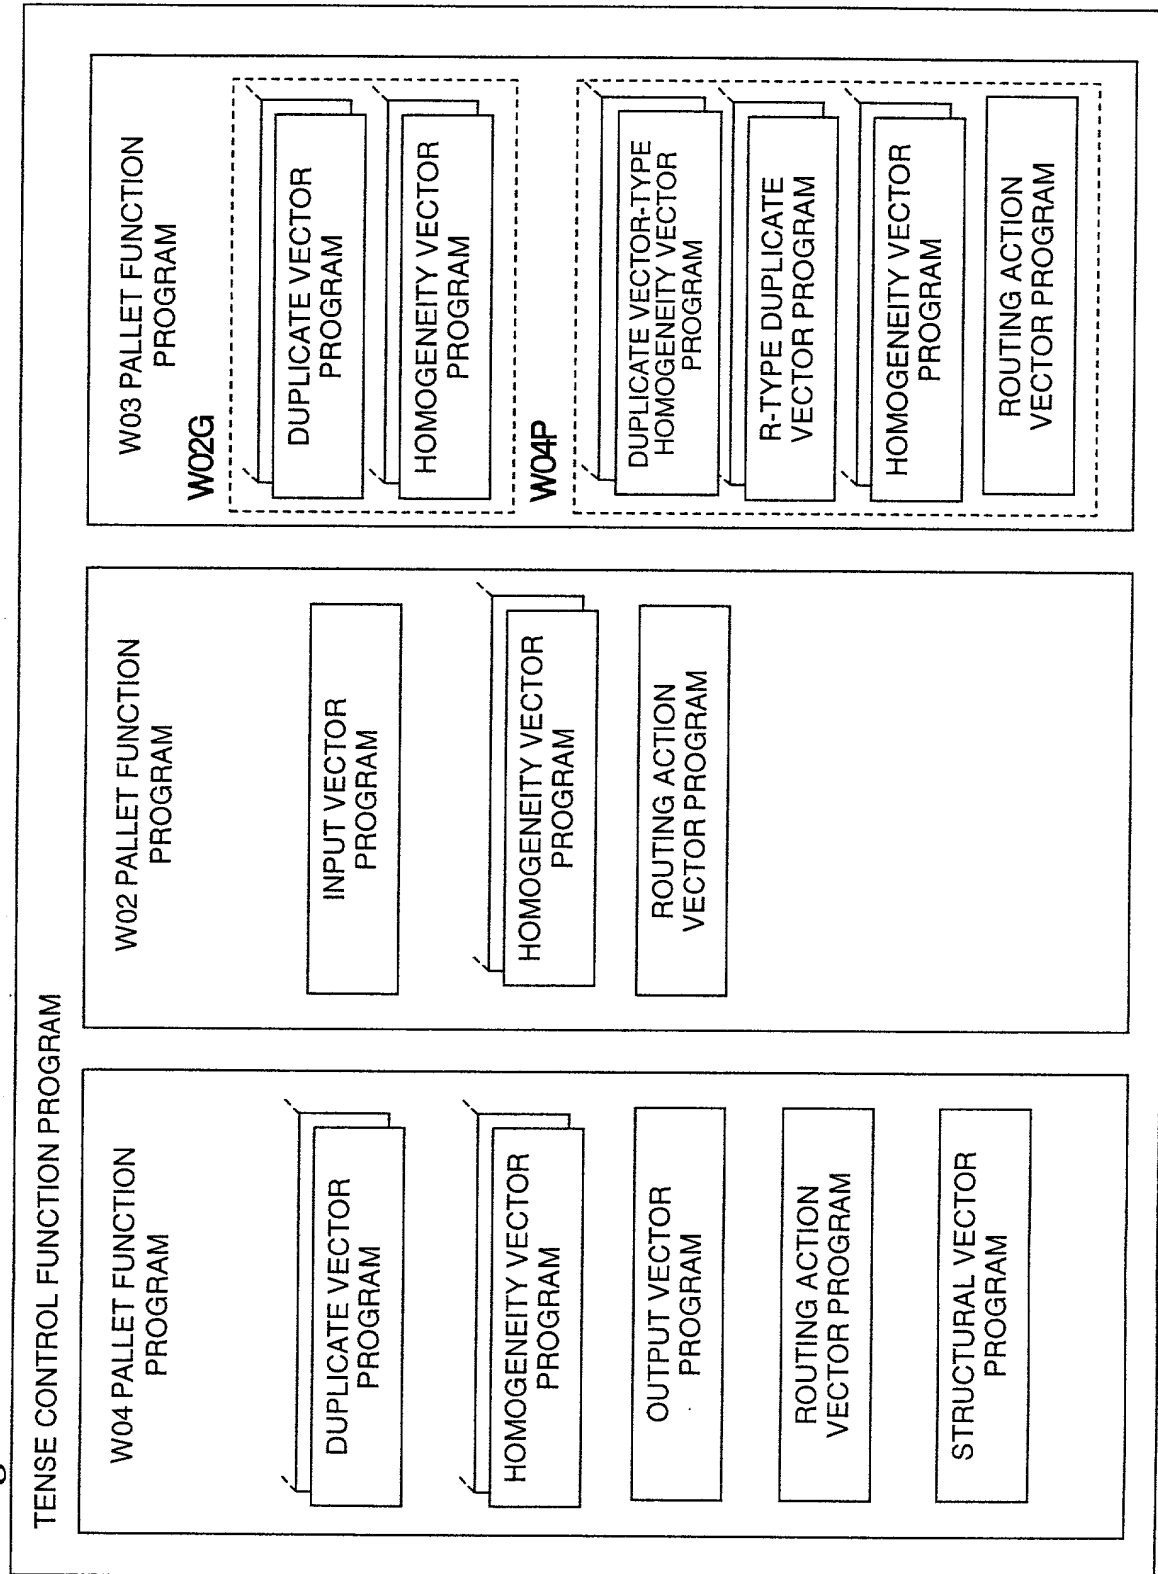 TENSE CONTROL FUNCTION PROGRAM
W04 PALLET FUNCTION
PROGRAM
DUPLICATE VECTOR
PROGRAM
HOMOGENEITY VECTOR
PROGRAM
OUTPUT VECTOR
PROGRAM
ROUTING ACTION
VECTOR PROGRAM
STRUCTURAL VECTOR
PROGRAM
W02 PALLET FUNCTION
PROGRAM
INPUT VECTOR
PROGRAM
HOMOGENEITY VECTOR
PROGRAM
ROUTING ACTION
VECTOR PROGRAM
W03 PALLET FUNCTION
PROGRAM
W02G
DUPLICATE VECTOR
PROGRAM
HOMOGENEITY VECTOR
PROGRAM
W04P
DUPLICATE VECTOR-TYPE
HOMOGENEITY VECTOR
PROGRAM
R-TYPE DUPLICATE
VECTOR PROGRAM
HOMOGENEITY VECTOR
PROGRAM
ROUTING ACTION
VECTOR PROGRAM